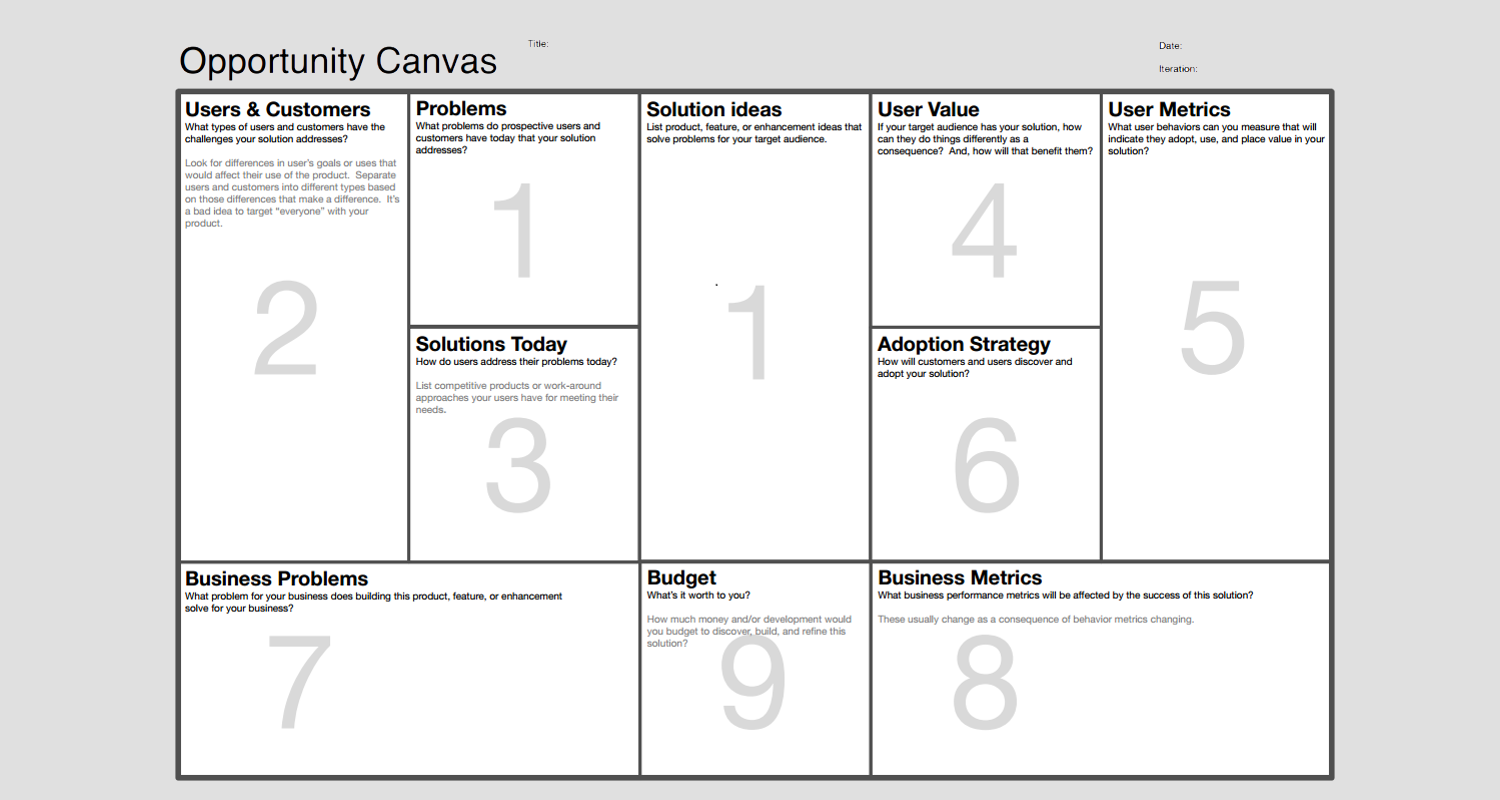 Opportunity Canvas
Title:
Date:
Iteration:
Users & Customers
What types of users and customers have the
challenges your solution addresses?
Look for differences in user's goals or uses that
would affect their use of the product.  Separate
users and customers into different types based
on those differences that make a difference.  It's
a bad idea to target “everyone” with your
product.
2
Problems
What problems do prospective users and
customers have today that your solution
addresses?
1
Solutions Today
How do users address their problems today?
List competitive products or work-around
approaches your users have for meeting their
needs.
3
Solution ideas
List product, feature, or enhancement ideas that
solve problems for your target audience.
1
User Value
If your target audience has your solution, how
can they do things differently as a
consequence?  And, how will that benefit them?
4
Adoption Strategy
How will customers and users discover and
adopt your solution?
6
User Metrics
What user behaviors can you measure that will
indicate they adopt, use, and place value in your
solution?
5
Business Problems
What problem for your business does building this product, feature, or enhancement
solve for your business?
7
Budget
What's it worth to you?
How much money and/or development would
you budget to discover, build, and refine this
solution?
9
Business Metrics
What business performance metrics will be affected by the success of this solution?
These usually change as a consequence of behavior metrics changing.
8